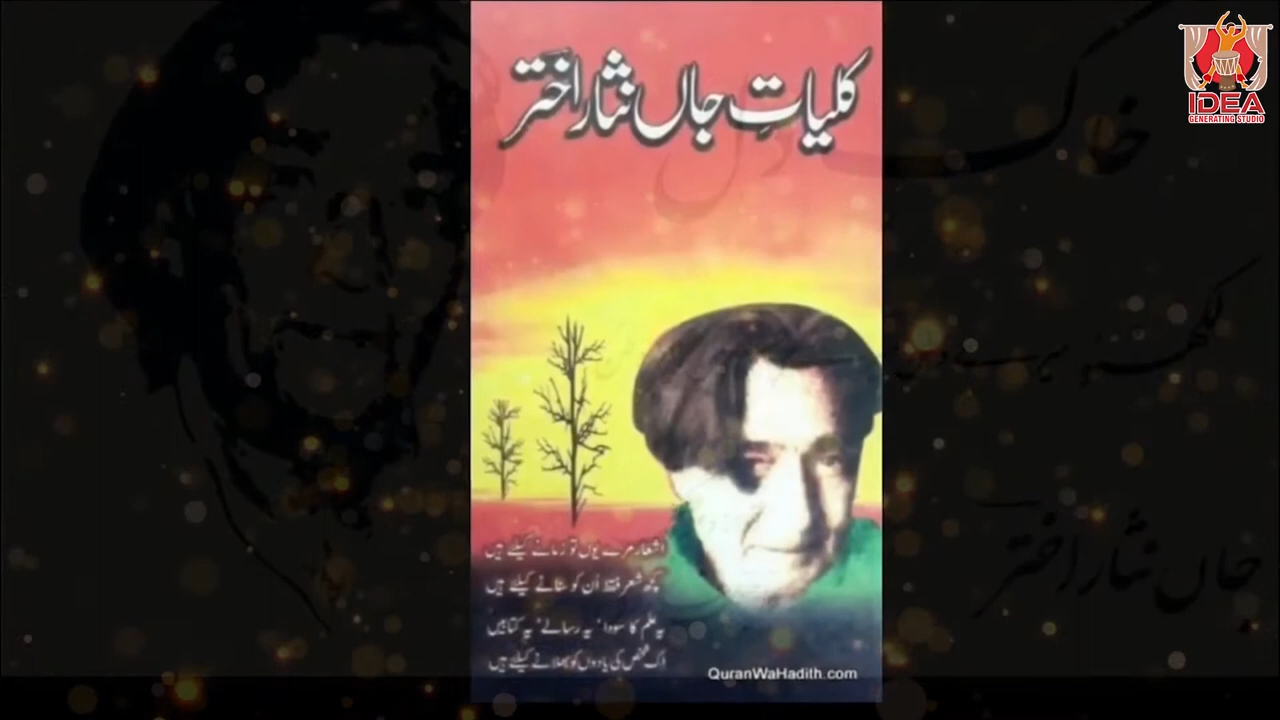 کلیاتِ جاں نثار اختر
اشعار مرے یوں تو زمانے کیلئے ہیں
کچھ شعر فقط اُن کو سنانے کیلئے ہیں
یہ علم کا سودا' یہ رسالے' یہ کتابیں
اک شخص کی یادوں کو بھلانے کیلئے ہیں
QuranWaHadith.com
IDEA
GENERATING STUDIO
خاک
دل
جاں نثار اختر